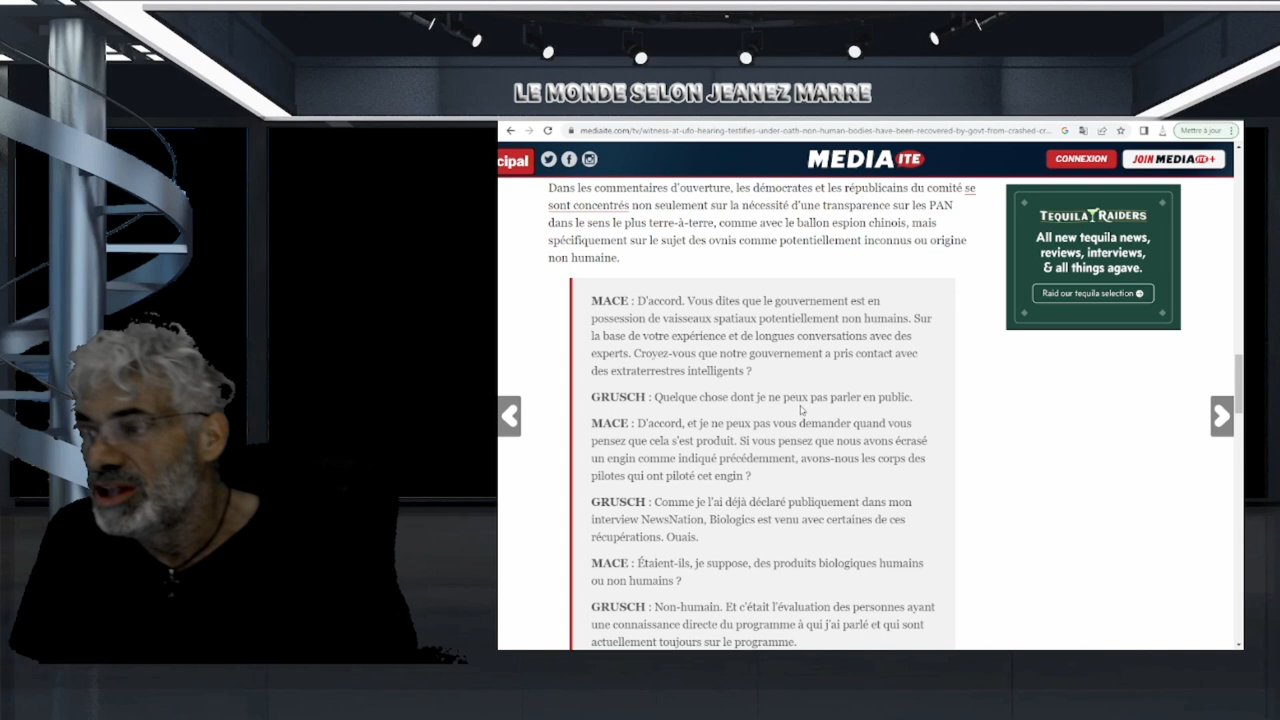 LE MONDE SELON JEANEZ MARRE
mediaite.com/tv/witness-at-ufo-hearing-testifies-under-oath-non-human-bodies-have-been-recovered-by-govt-from-crashed-cr...
Mettre à jour
cipal
MEDIAITE
CONNEXION
JOIN MEDIAITE+
Dans les commentaires d'ouverture, les démocrates et les républicains du comité se
sont concentrés non seulement sur la nécessité d'une transparence sur les PAN
dans le sens le plus terre-à-terre, comme avec le ballon espion chinois, mais
spécifiquement sur le sujet des ovnis comme potentiellement inconnus ou origine
non humaine.
TEQUILA RAIDERS
All new tequila news,
reviews, interviews,
& all things agave.
Raid our tequila selection
MACE : D'accord. Vous dites que le gouvernement est en
possession de vaisseaux spatiaux potentiellement non humains. Sur
la base de votre expérience et de longues conversations avec des
experts. Croyez-vous que notre gouvernement a pris contact avec
des extraterrestres intelligents ?
GRUSCH : Quelque chose dont je ne peux pas parler en public.
MACE : D'accord, et je ne peux pas vous demander quand vous
pensez que cela s'est produit. Si vous pensez que nous avons écrasé
un engin comme indiqué précédemment, avons-nous les corps des
pilotes qui ont piloté cet engin ?
GRUSCH : Comme je l'ai déjà déclaré publiquement dans mon
interview NewsNation, Biologics est venu avec certaines de ces
récupérations. Ouais.
MACE : Étaient-ils, je suppose, des produits biologiques humains
ou non humains ?
GRUSCH : Non-humain. Et c'était l'évaluation des personnes ayant
une connaissance directe du programme à qui j'ai parlé et qui sont
actuellement toujours sur le programme.